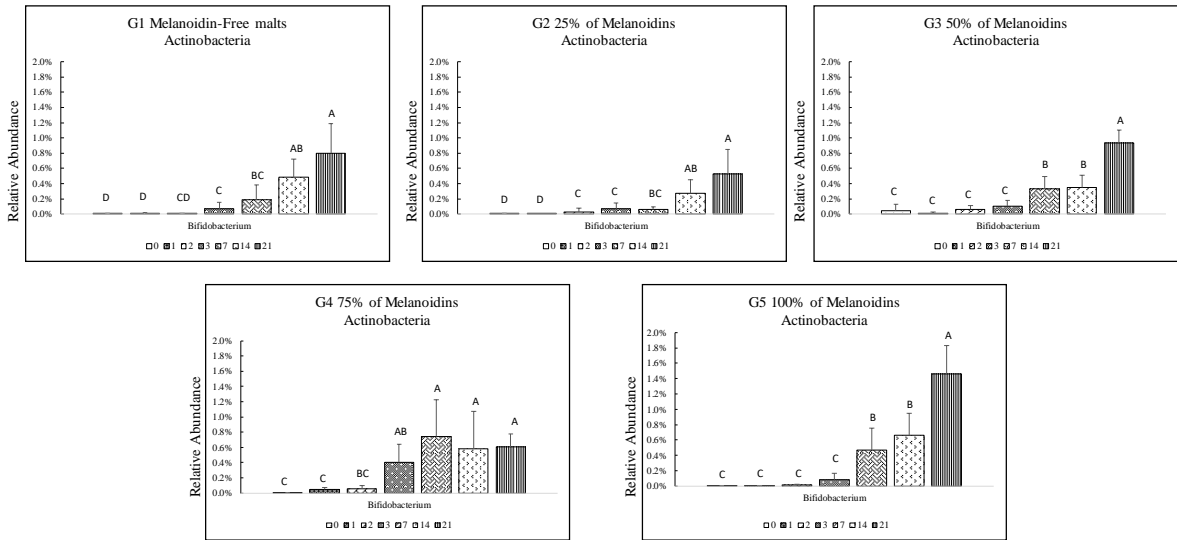 G1 Melanoidin-Free malts
Actinobacteria
Relative Abundance
2.0%
1.8%
1.6%
1.4%
1.2%
1.0%
0.8%
0.6%
0.4%
0.2%
0.0%
D D CD C BC AB A
Bifidobacterium
0 1 2 3 7 14 21
G2 25% of Melanoidins
Actinobacteria
Relative Abundance
2.0%
1.8%
1.6%
1.4%
1.2%
1.0%
0.8%
0.6%
0.4%
0.2%
0.0%
D D C C BC AB A
Bifidobacterium
0 1 2 3 7 14 21
G3 50% of Melanoidins
Actinobacteria
Relative Abundance
2.0%
1.8%
1.6%
1.4%
1.2%
1.0%
0.8%
0.6%
0.4%
0.2%
0.0%
C C C C B B A
Bifidobacterium
0 1 2 3 7 14 21
G4 75% of Melanoidins
Actinobacteria
Relative Abundance
2.0%
1.8%
1.6%
1.4%
1.2%
1.0%
0.8%
0.6%
0.4%
0.2%
0.0%
C C BC AB A A A
Bifidobacterium
0 1 2 3 7 14 21
G5 100% of Melanoidins
Actinobacteria
Relative Abundance
2.0%
1.8%
1.6%
1.4%
1.2%
1.0%
0.8%
0.6%
0.4%
0.2%
0.0%
C C C C B B A
Bifidobacterium
0 1 2 3 7 14 21